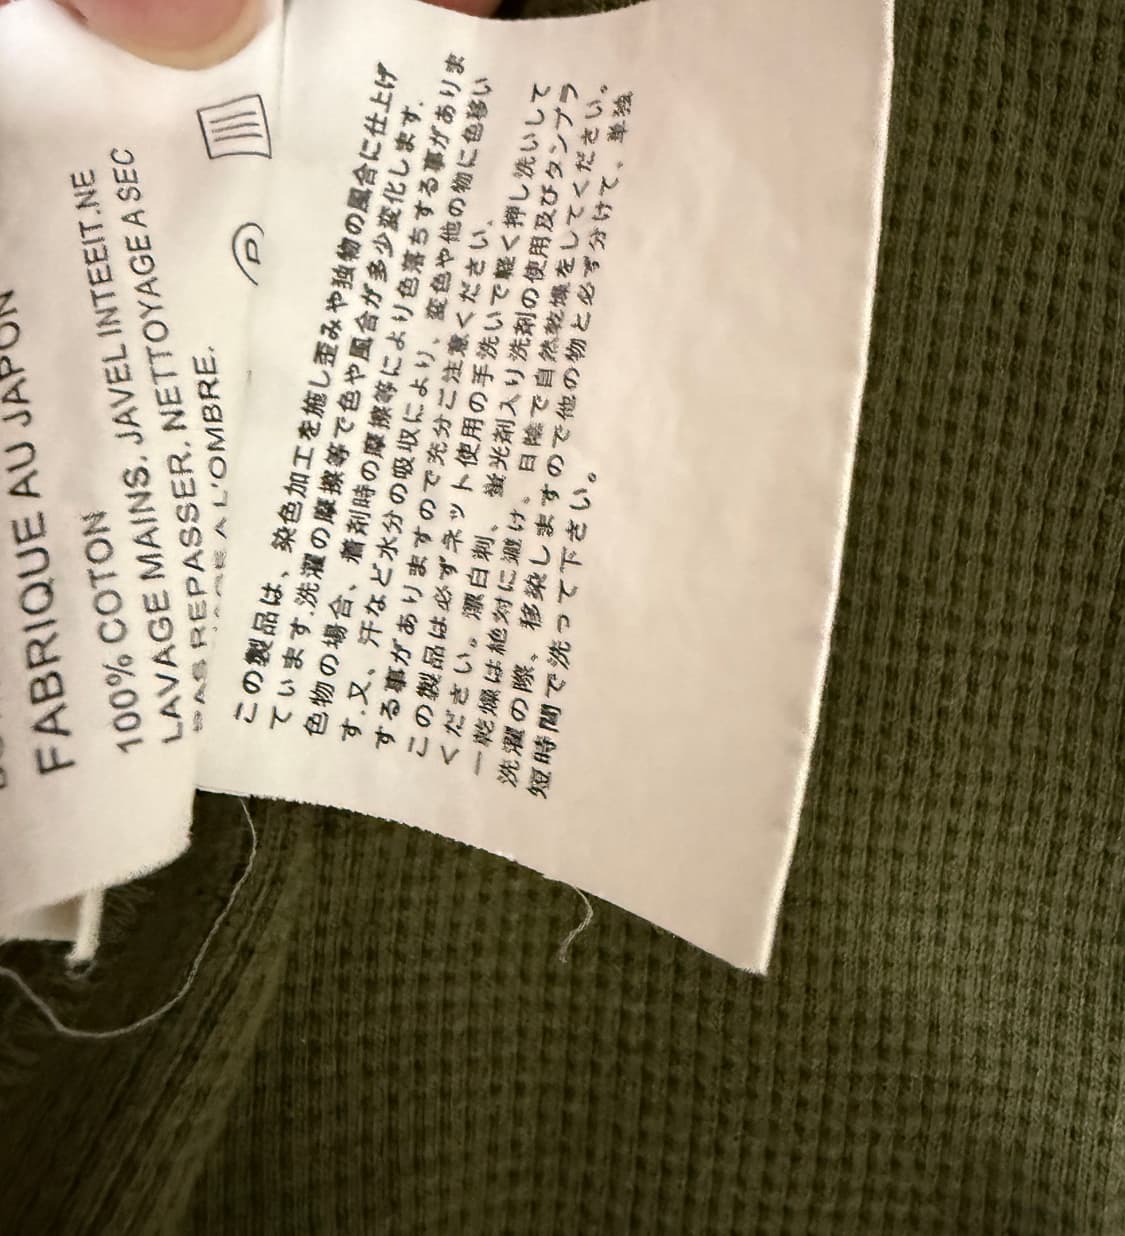 FABRIQUE AU JAPON
100% COTON
LAVAGE MAINS. JAVEL INTEEIT.NE
PAS REPASSER. NETTOYAGE A SEC
A L'OMBRE.
この製品は、染色加工を施し歪みや独物の風合に仕上げ
ています.洗濯の摩擦等で色や風合が多少変化します.
色物の場合、着剤時の摩擦等により色落ちする事がありま
す.又、汗など水分の吸収により、変色や他の物に色移い
する事がありますので充分ご注意ください、
この製品は必ずネット使用の手洗いで軽く押し洗いして
ください。潔白剤、蛍光剤入り洗剤の使用及びタンブラ
一乾燥は絶対に避け、日陰で自然乾燥をしてください。
洗濯の際、移染しますので他の物と必ず分けて、単独
短時間で洗って下さい。